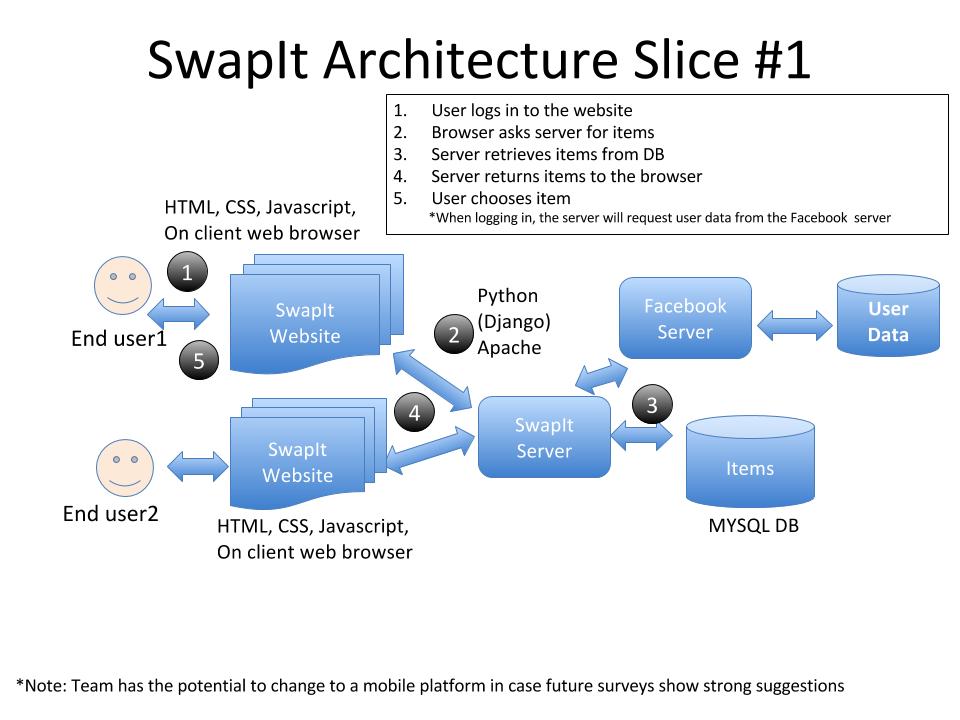 SwapIt Architecture Slice #1
1. User logs in to the website
2. Browser asks server for items
3. Server retrieves items from DB
4. Server returns items to the browser
5. User chooses item
*When logging in, the server will request user data from the Facebook server
HTML, CSS, Javascript,
On client web browser
1
End user1
5
SwapIt
Website
2
Python
(Django)
Apache
Facebook
Server
User
Data
4
SwapIt
Server
3
Items
MYSQL DB
End user2
SwapIt
Website
HTML, CSS, Javascript,
On client web browser
*Note: Team has the potential to change to a mobile platform in case future surveys show strong suggestions